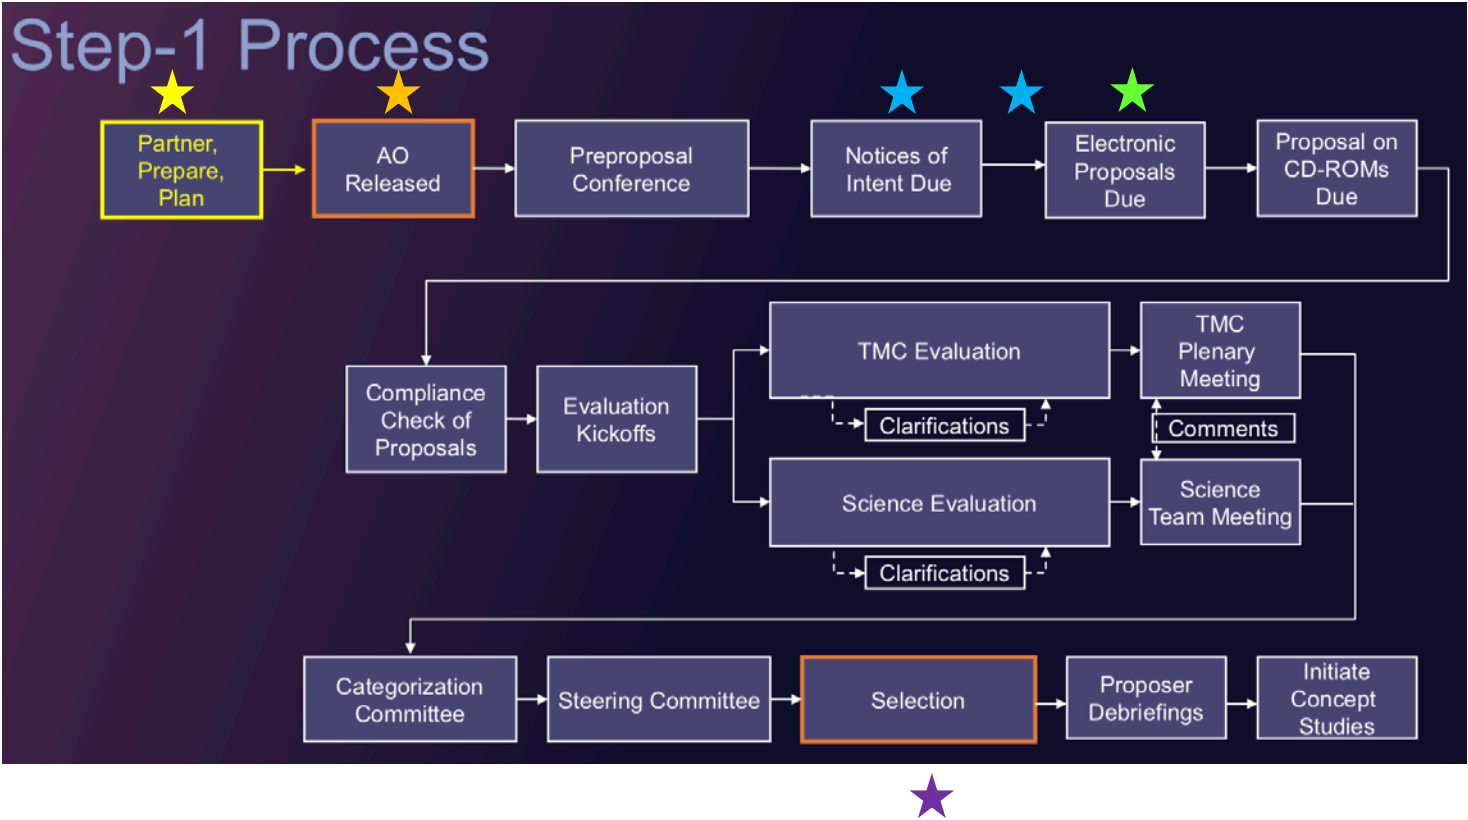 Step-1 Process
Partner,
Prepare,
Plan
AO
Released
Preproposal
Conference
Notices of
Intent Due
Electronic
Proposals
Due
Proposal on
CD-ROMs
Due
Compliance
Check of
Proposals
Evaluation
Kickoffs
TMC Evaluation
Clarifications
TMC
Plenary
Meeting
Comments
Science Evaluation
Clarifications
Science
Team Meeting
Categorization
Committee
Steering Committee
Selection
Proposer
Debriefings
Initiate
Concept
Studies